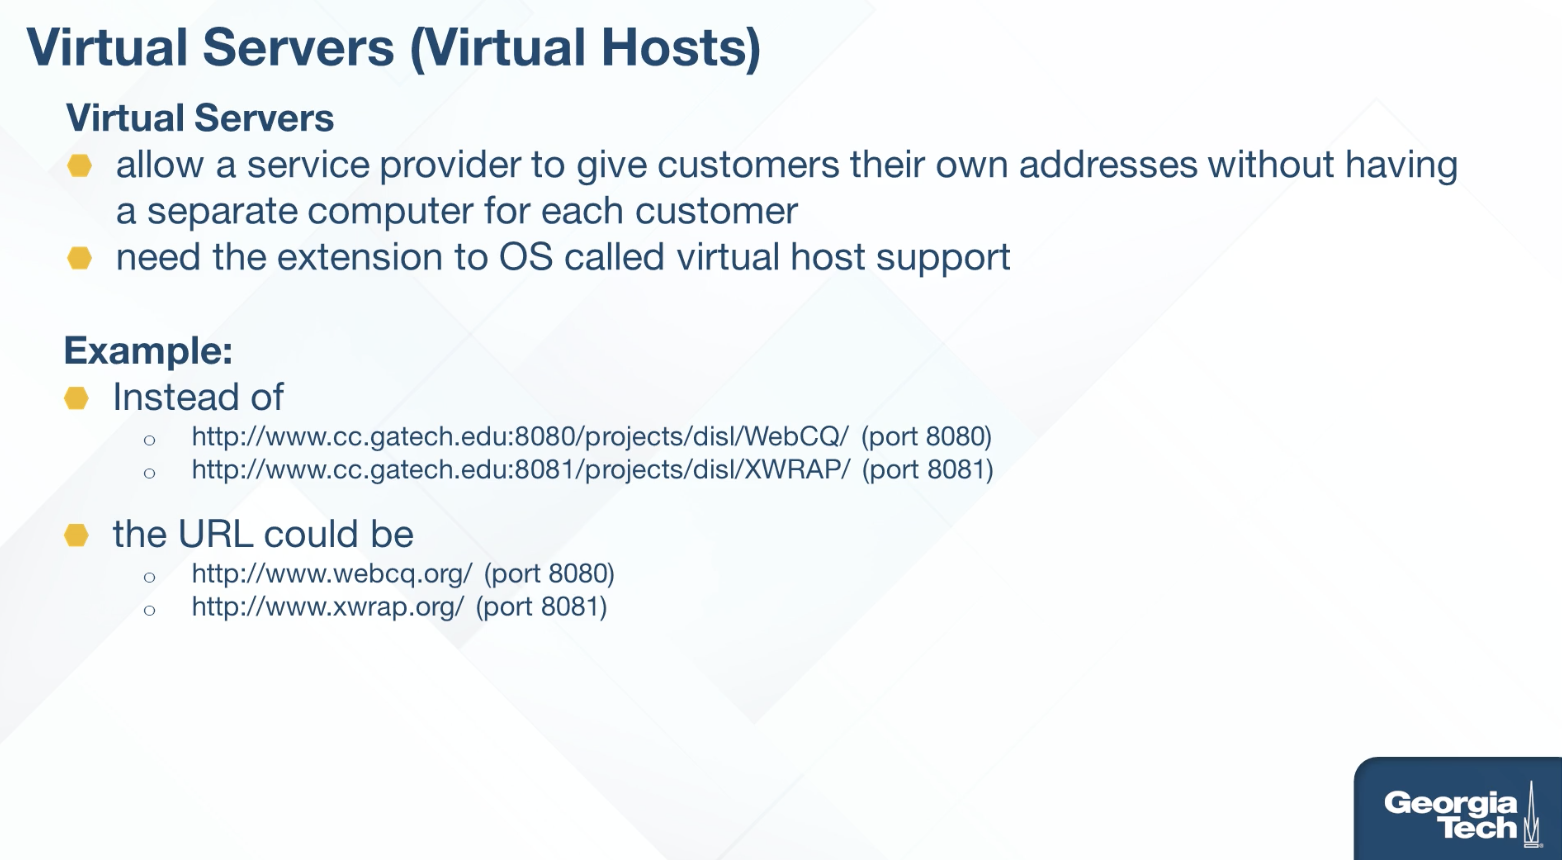 Virtual Servers (Virtual Hosts)
Virtual Servers
allow a service provider to give customers their own addresses without having
a separate computer for each customer
need the extension to OS called virtual host support
Example:
Instead of
http://www.cc.gatech.edu:8080/projects/disl/WebCQ/ (port 8080)
http://www.cc.gatech.edu:8081/projects/disl/XWRAP/ (port 8081)
the URL could be
http://www.webcq.org/ (port 8080)
http://www.xwrap.org/ (port 8081)
Georgia
Tech